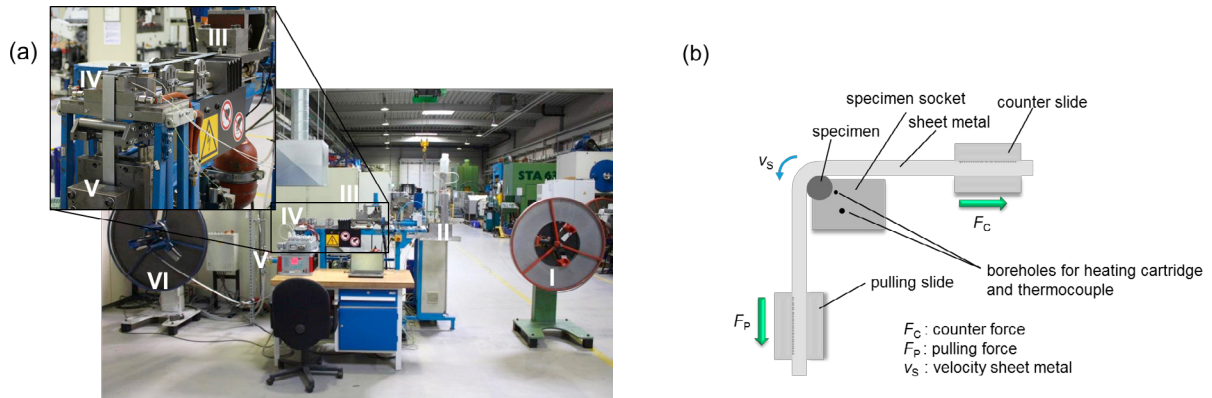 (a)
III
IV
V
III
IV
II
V
VI
I
STA 63
(b)
specimen socket
counter slide
specimen
sheet metal
vS
FC
boreholes for heating cartridge
and thermocouple
pulling slide
FP
FC : counter force
FP : pulling force
vS : velocity sheet metal